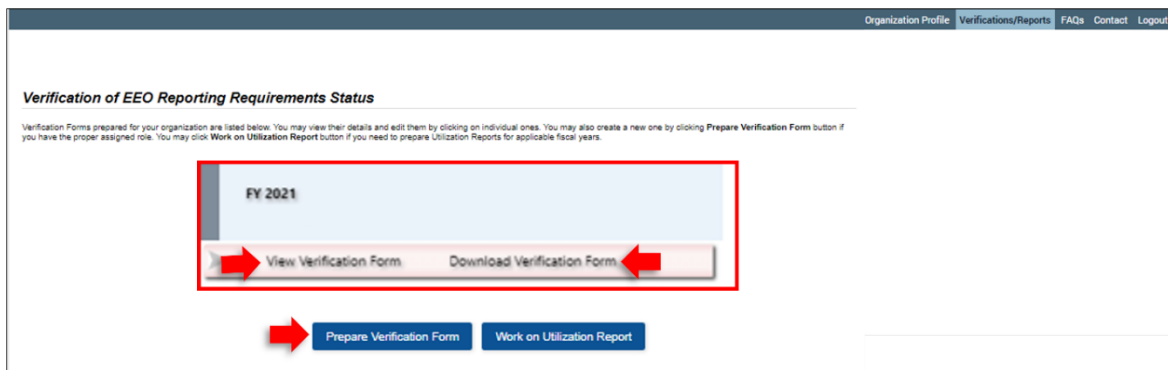 Organization Profile Verifications/Reports FAQs Contact Logout
Verification of EEO Reporting Requirements Status
Verification Forms prepared for your organization are listed below. You may view their details and edit them by clicking on individual ones. You may also create a new one by clicking Prepare Verification Form button if
you have the proper assigned role. You may click Work on Utilization Report button if you need to prepare Utilization Reports for applicable fiscal years.
FY 2021
View Verification Form Download Verification Form
Prepare Verification Form Work on Utilization Report